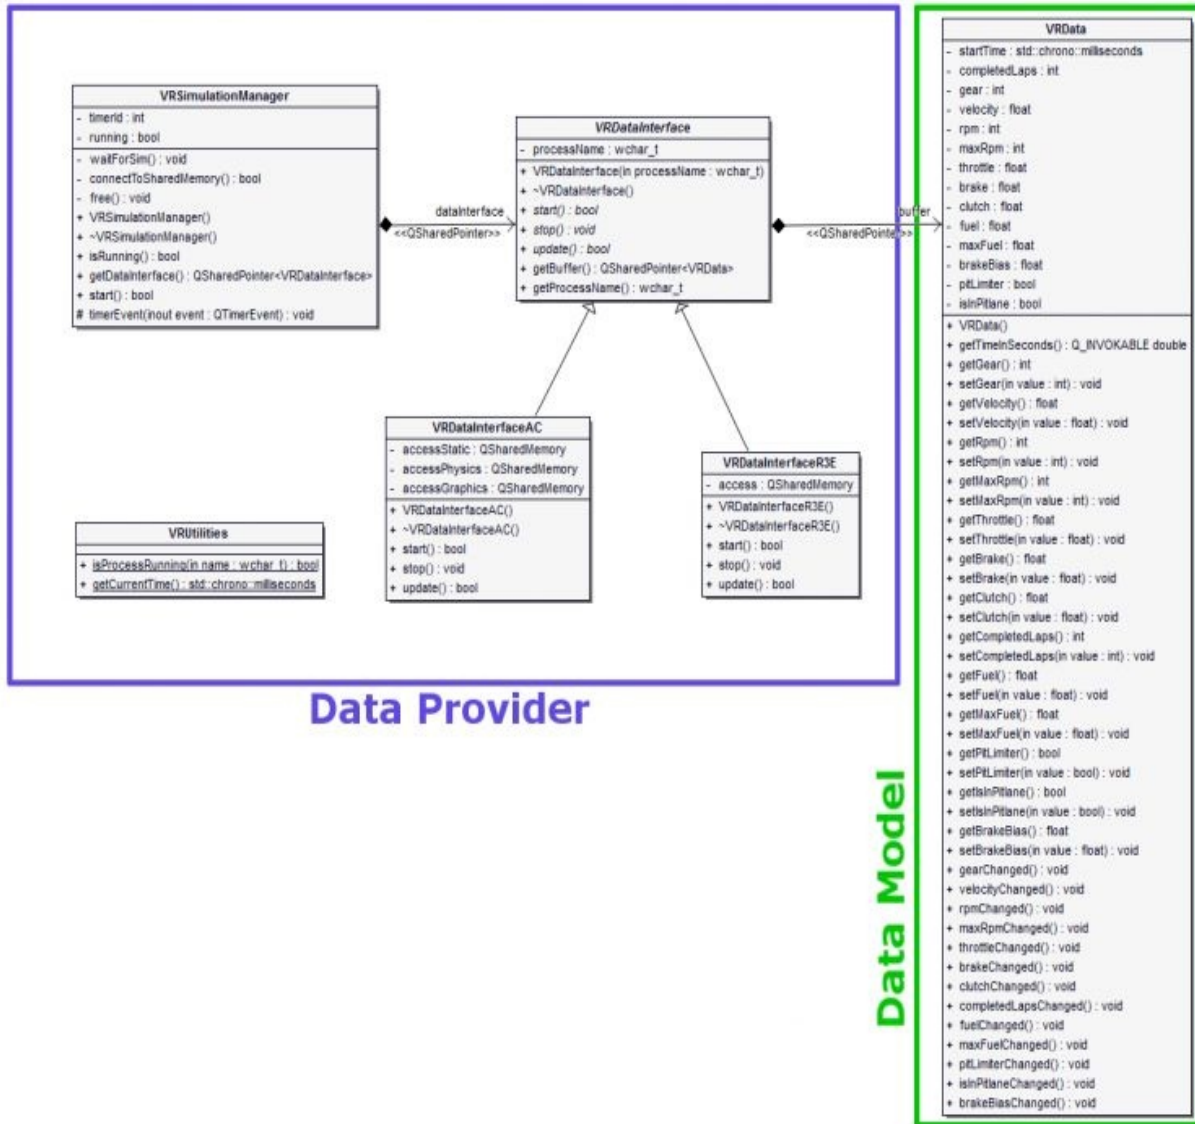 VRSimulationManager
- timerId : int
- running : bool
- waitForSim() : void
- connectToSharedMemory() : bool
- free() : void
+ VRSimulationManager()
+ ~VRSimulationManager()
+ isRunning() : bool
+ getDataInterface() : QSharedPointer<VRDataInterface>
+ start() : bool
# timerEvent(inout event : QTimerEvent) : void
dataInterface
<<QSharedPointer>>
VRDataInterface
- processName : wchar_t
+ VRDataInterface(in processName : wchar_t)
+ ~VRDataInterface()
+ start() : bool
+ stop() : void
+ update() : bool
+ getBuffer() : QSharedPointer<VRData>
+ getProcessName() : wchar_t
buffer
<<QSharedPointer>>
VRDataInterfaceAC
- accessStatic : QSharedMemory
- accessPhysics : QSharedMemory
- accessGraphics : QSharedMemory
+ VRDataInterfaceAC()
+ ~VRDataInterfaceAC()
+ start() : bool
+ stop() : void
+ update() : bool
VRDataInterfaceR3E
- access : QSharedMemory
+ VRDataInterfaceR3E()
+ ~VRDataInterfaceR3E()
+ start() : bool
+ stop() : void
+ update() : bool
VRUtilities
+ isProcessRunning(in name : wchar_t) : bool
+ getCurrentTime() : std::chrono::milliseconds
Data Provider
VRData
- startTime : std::chrono::milliseconds
- completedLaps : int
- gear : int
- velocity : float
- rpm : int
- maxRpm : int
- throttle : float
- brake : float
- clutch : float
- fuel : float
- maxFuel : float
- brakeBias : float
- pitLimiter : bool
- isInPitlane : bool
+ VRData()
+ getTimeInSeconds() : Q_INVOKABLE double
+ getGear() : int
+ setGear(in value : int) : void
+ getVelocity() : float
+ setVelocity(in value : float) : void
+ getRpm() : int
+ setRpm(in value : int) : void
+ getMaxRpm() : int
+ setMaxRpm(in value : int) : void
+ getThrottle() : float
+ setThrottle(in value : float) : void
+ getBrake() : float
+ setBrake(in value : float) : void
+ getClutch() : float
+ setClutch(in value : float) : void
+ getCompletedLaps() : int
+ setCompletedLaps(in value : int) : void
+ getFuel() : float
+ setFuel(in value : float) : void
+ getMaxFuel() : float
+ setMaxFuel(in value : float) : void
+ getPitLimiter() : bool
+ setPitLimiter(in value : bool) : void
+ getIsInPitlane() : bool
+ setIsInPitlane(in value : bool) : void
+ getBrakeBias() : float
+ setBrakeBias(in value : float) : void
+ gearChanged() : void
+ velocityChanged() : void
+ rpmChanged() : void
+ maxRpmChanged() : void
+ throttleChanged() : void
+ brakeChanged() : void
+ clutchChanged() : void
+ completedLapsChanged() : void
+ fuelChanged() : void
+ maxFuelChanged() : void
+ pitLimiterChanged() : void
+ isInPitlaneChanged() : void
+ brakeBiasChanged() : void
Data Model